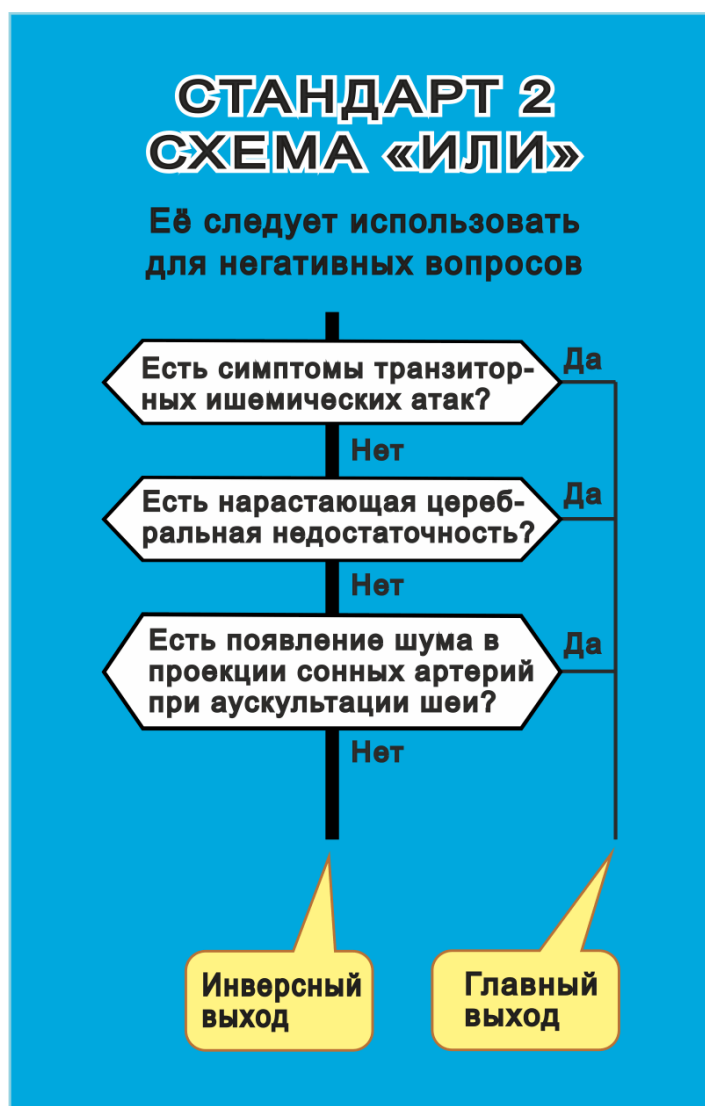 СТАНДАРТ 2
СХЕМА «ИЛИ»
Её следует использовать
для негативных вопросов
Есть симптомы транзитор-
ных ишемических атак?
Да
Нет
Есть нарастающая цереб-
ральная недостаточность?
Да
Нет
Есть появление шума в
проекции сонных артерий
при аускультации шеи?
Да
Нет
Инверсный
выход
Главный
выход